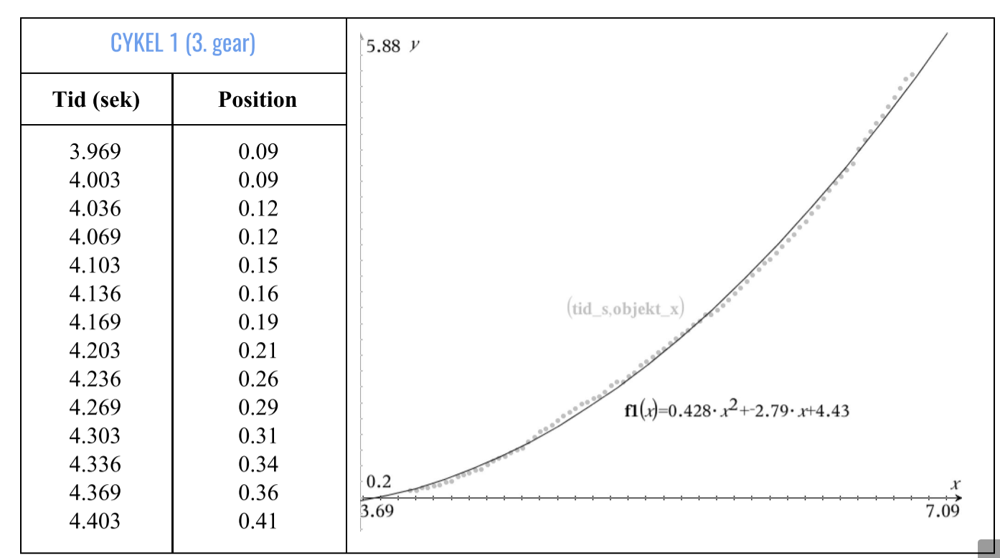 CYKEL 1 (3. gear)
Tid (sek) Position
3.969 0.09
4.003 0.09
4.036 0.12
4.069 0.12
4.103 0.15
4.136 0.16
4.169 0.19
4.203 0.21
4.236 0.26
4.269 0.29
4.303 0.31
4.336 0.34
4.369 0.36
4.403 0.41
5.88 y
(tid_s,objekt_x)
f1(x)=0.428·x²+-2.79·x+4.43
0.2
x
3.69 7.09